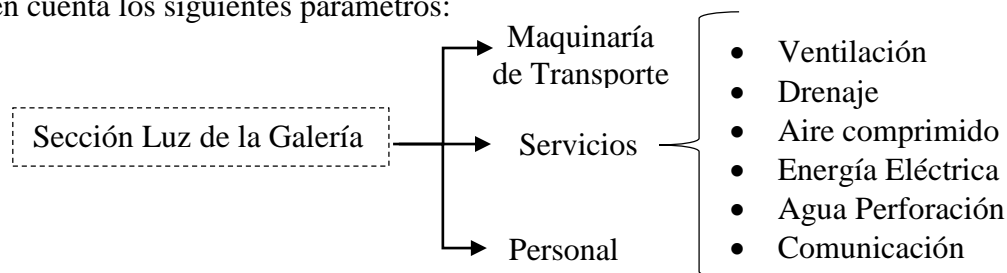 en cuenta los siguientes parámetros:
Maquinaría
de Transporte
Sección Luz de la Galería
Servicios
Personal
• Ventilación
• Drenaje
• Aire comprimido
• Energía Eléctrica
• Agua Perforación
• Comunicación